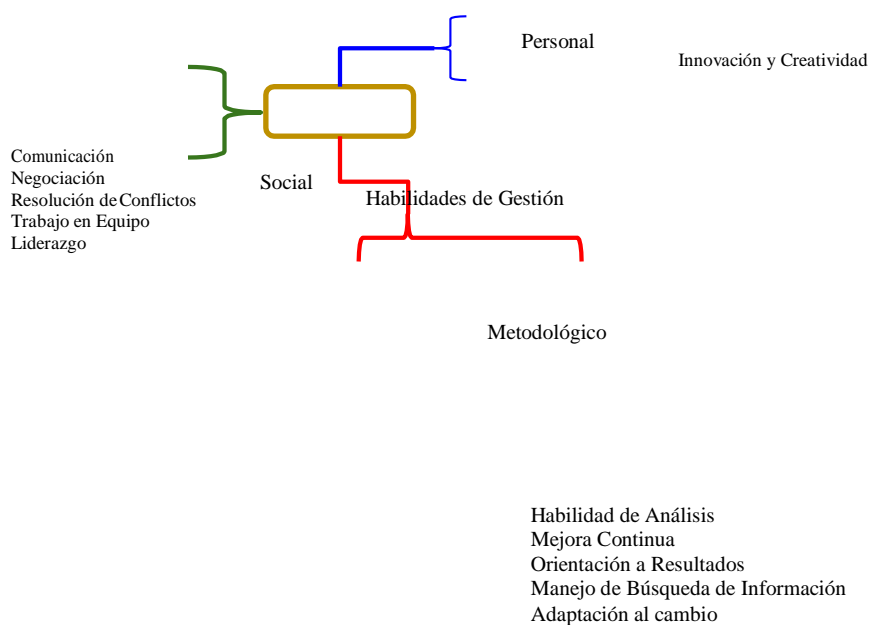 Personal
Innovación y Creatividad
Comunicación
Negociación
Resolución de Conflictos
Trabajo en Equipo
Liderazgo
Social
Habilidades de Gestión
Metodológico
Habilidad de Análisis
Mejora Continua
Orientación a Resultados
Manejo de Búsqueda de Información
Adaptación al cambio